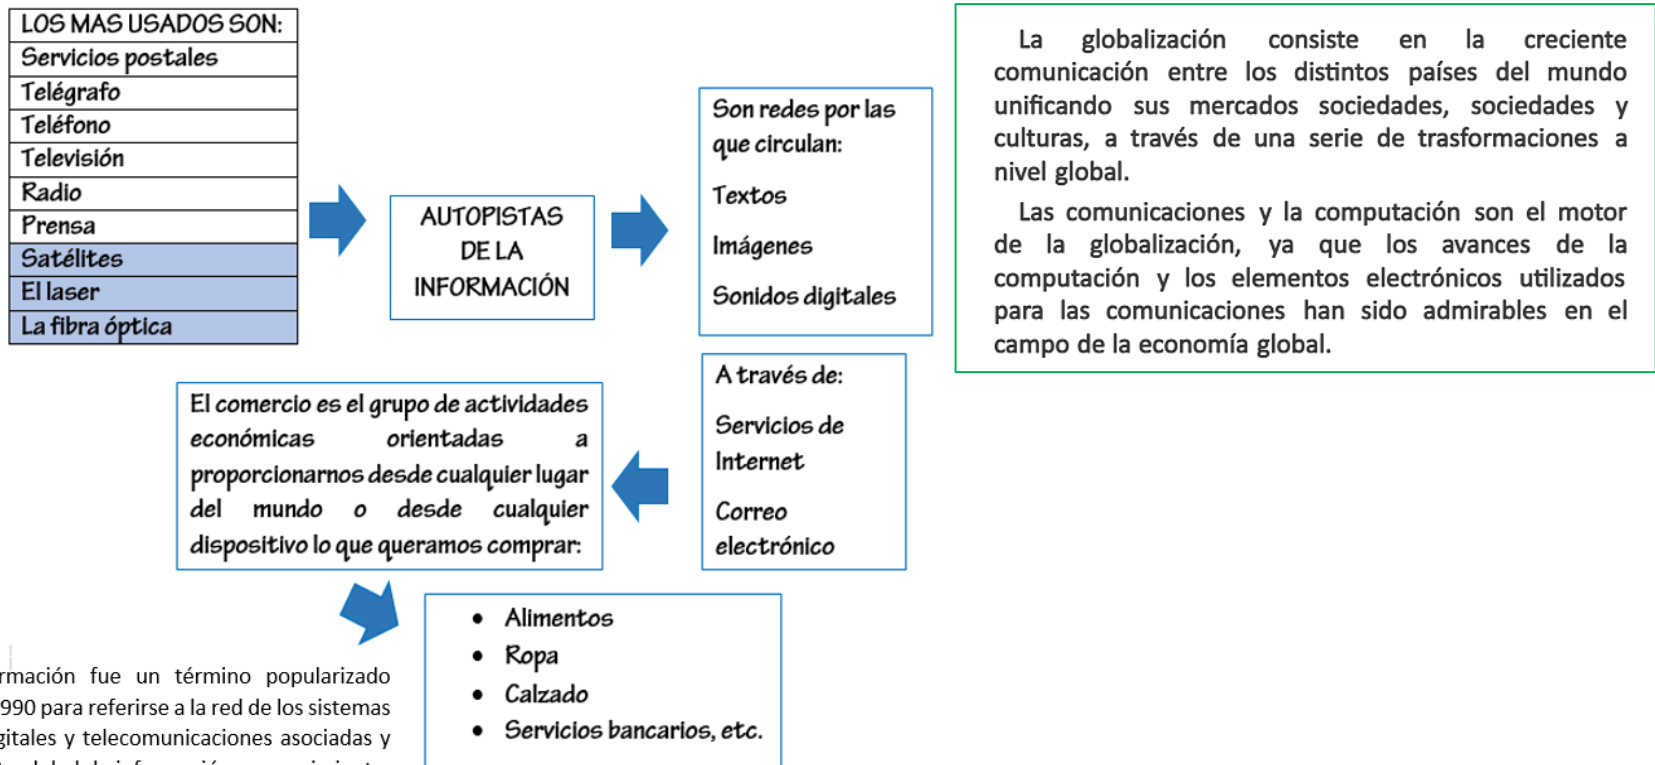 LOS MAS USADOS SON:
Servicios postales
Telégrafo
Teléfono
Televisión
Radio
Prensa
Satélites
El laser
La fibra óptica
AUTOPISTAS
DE LA
INFORMACIÓN
Son redes por las
que circulan:
Textos
Imágenes
Sonidos digitales
A través de:
Servicios de
Internet
Correo
electrónico
El comercio es el grupo de actividades
económicas orientadas a
proporcionarnos desde cualquier lugar
del mundo o desde cualquier
dispositivo lo que queramos comprar:
• Alimentos
• Ropa
• Calzado
• Servicios bancarios, etc.
La globalización consiste en la creciente
comunicación entre los distintos países del mundo
unificando sus mercados sociedades, sociedades y
culturas, a través de una serie de trasformaciones a
nivel global.
Las comunicaciones y la computación son el motor
de la globalización, ya que los avances de la
computación y los elementos electrónicos utilizados
para las comunicaciones han sido admirables en el
campo de la economía global.
rmación fue un término popularizado
990 para referirse a la red de los sistemas
gitales y telecomunicaciones asociadas y